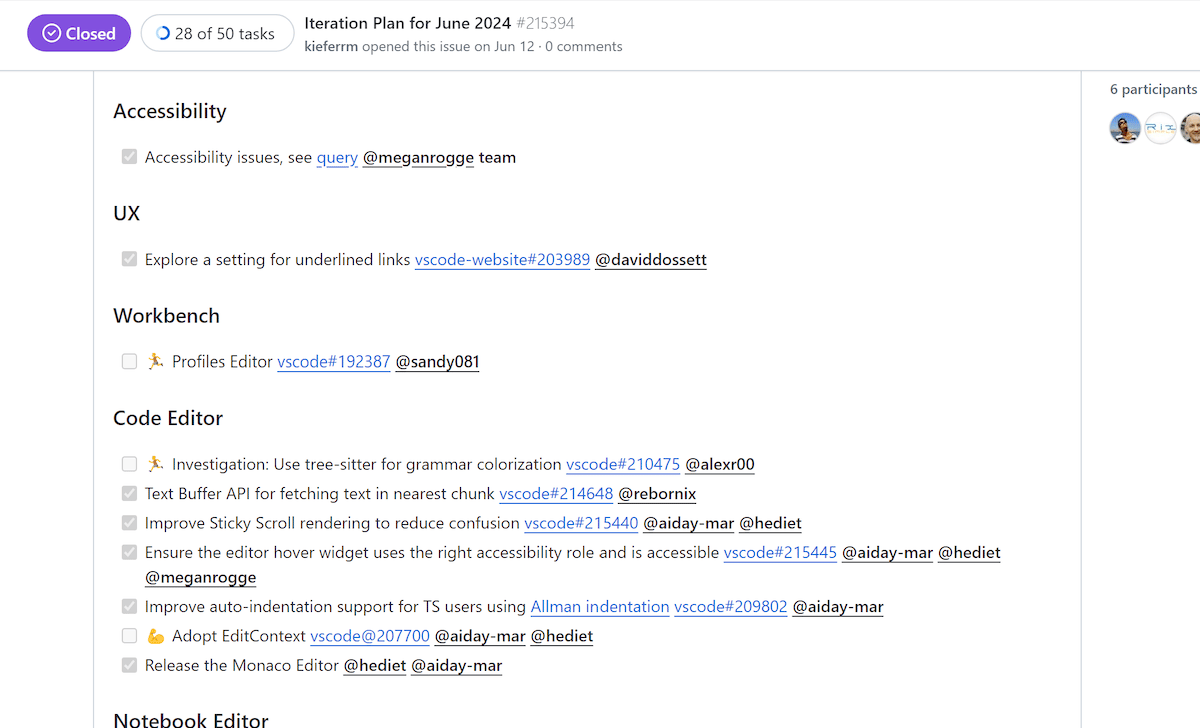 Closed
28 of 50 tasks
Iteration Plan for June 2024 #215394
kieferrm opened this issue on Jun 12 · 0 comments
6 participants
Accessibility
Accessibility issues, see query @meganrogge team
UX
Explore a setting for underlined links vscode-website#203989 @daviddossett
Workbench
🏃 Profiles Editor vscode#192387 @sandy081
Code Editor
🏃 Investigation: Use tree-sitter for grammar colorization vscode#210475 @alexr00
Text Buffer API for fetching text in nearest chunk vscode#214648 @rebornix
Improve Sticky Scroll rendering to reduce confusion vscode#215440 @aiday-mar @hediet
Ensure the editor hover widget uses the right accessibility role and is accessible vscode#215445 @aiday-mar @hediet
@meganrogge
Improve auto-indentation support for TS users using Allman indentation vscode#209802 @aiday-mar
💪 Adopt EditContext vscode@207700 @aiday-mar @hediet
Release the Monaco Editor @hediet @aiday-mar
Notebook Editor